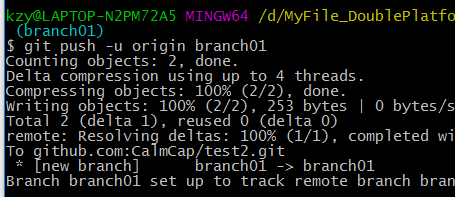 kzy@LAPTOP-N2PM72A5 MINGW64 /d/MyFile_DoublePlatfo
(branch01)
$ git push -u origin branch01
Counting objects: 2, done.
Delta compression using up to 4 threads.
Compressing objects: 100% (2/2), done.
Writing objects: 100% (2/2), 253 bytes | 0 bytes/s
Total 2 (delta 1), reused 0 (delta 0)
remote: Resolving deltas: 100% (1/1), completed wi
To github.com:CalmCap/test2.git
* [new branch]      branch01 -> branch01
Branch branch01 set up to track remote branch bran